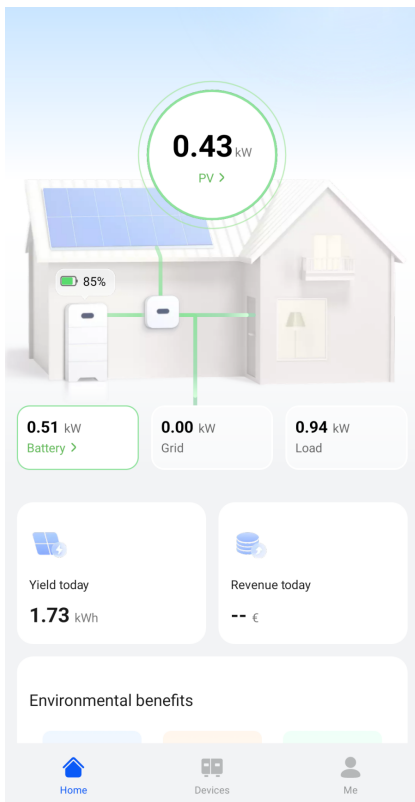 0.43 kW
PV >
85%
0.51 kW
Battery >
0.00 kW
Grid
0.94 kW
Load
Yield today
1.73 kWh
Revenue today
-- €
Environmental benefits
Home
Devices
Me